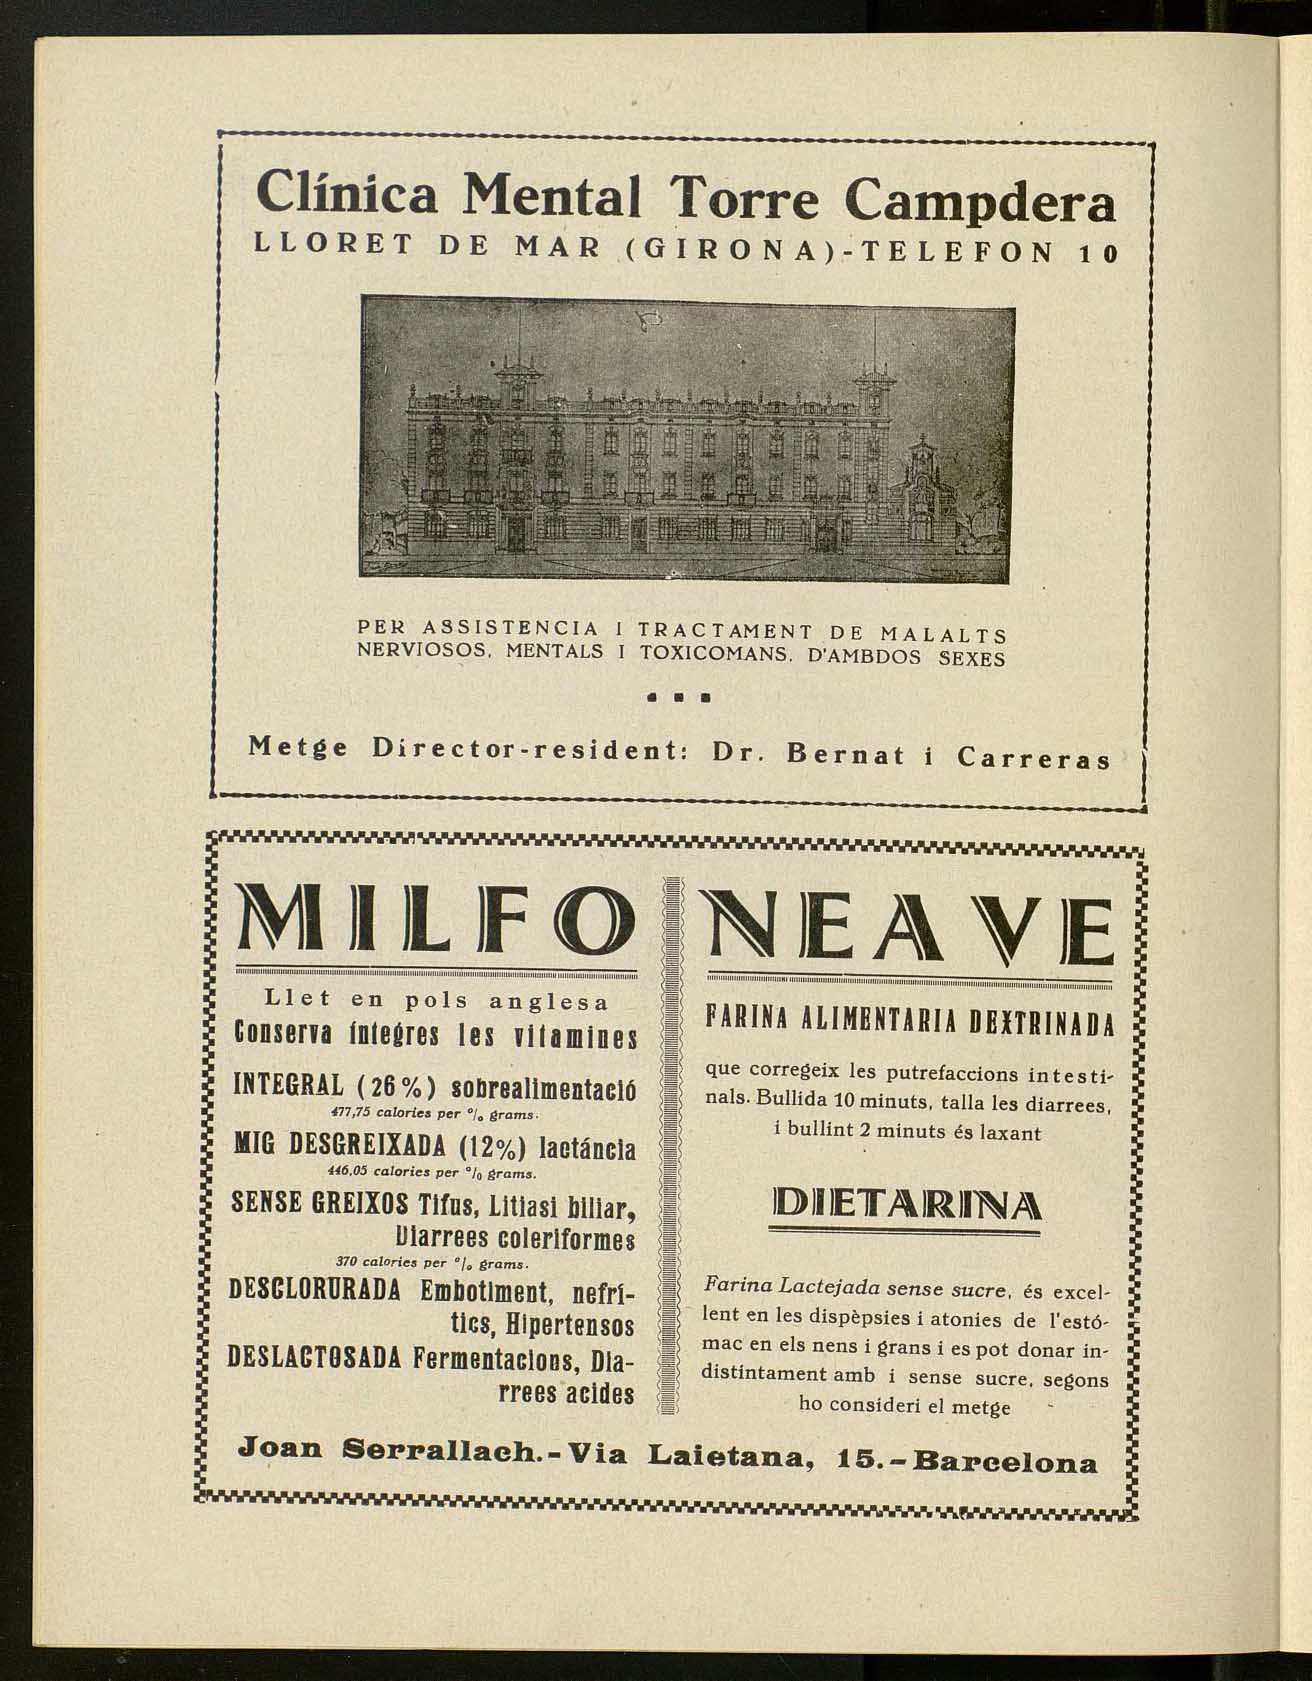 Clínica Mental Torre Campdera
LLORET DE MAR (GIRONA)-TELEFON 10
PER ASSISTENCIA I TRACTAMENT DE MALALTS
NERVIOSOS, MENTALS I TOXICOMANS, D'AMBDOS SEXES
Metge Director-resident: Dr. Bernat i Carreras
MILFO
Llet en pols anglesa
Conserva íntegres les vitamines
INTEGRAL (26%) sobrealimentació
477,75 calories per % grams.
MIG DESGREIXADA (12%) lactáncia
446,05 calories per % grams.
SENSE GREIXOS Tifus, Litiasi biliar,
Diarrees coleriformes
370 calories per % grams.
DESCLORURADA Embotiment, nefrí-
tics, Hipertensos
DESLACTOSADA Fermentacions, Dia-
rrees acides
NEAVE
FARINA ALIMENTARIA DEXTRINADA
que corregeix les putrefaccions intesti-
nals. Bullida 10 minuts, talla les diarrees,
i bullint 2 minuts és laxant
DIETARINA
Farina Lactejada sense sucre, és excel-
lent en les dispèpsies i atonies de l'estó-
mac en els nens i grans i es pot donar in-
distintament amb i sense sucre, segons
ho consideri el metge
Joan Serrallach.-Via Laietana, 15.-Barcelona